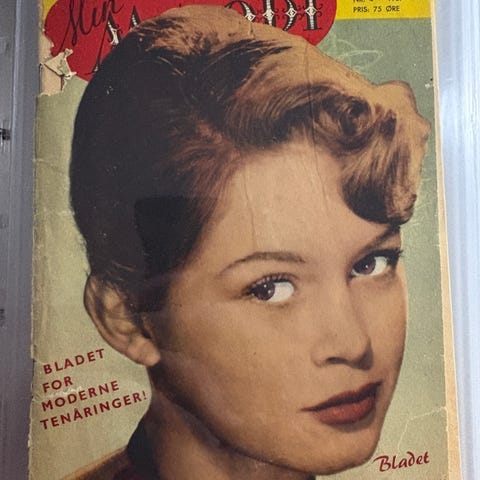 Min
PRIS: 75 ØRE
BLADET
FOR
MODERNE
TENÅRINGER!
Bladet